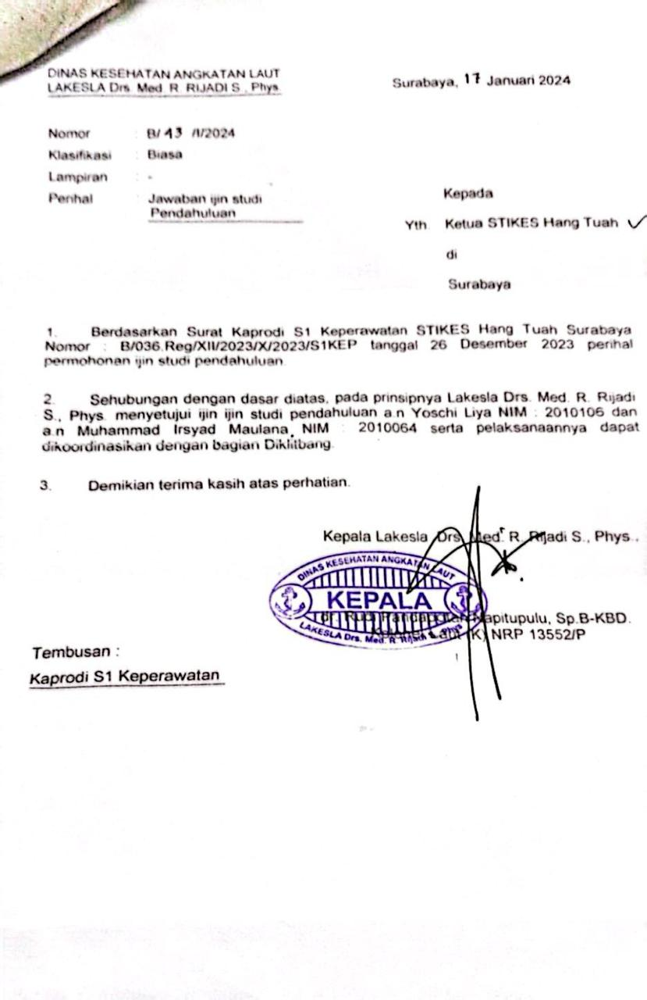 DINAS KESEHATAN ANGKATAN LAUT
LAKESLA Drs. Med. R. RIJADI S., Phys.
Surabaya, 17 Januari 2024
Nomor : B/ 13 /I/2024
Klasifikasi : Biasa
Lampiran : -
Perihal : Jawaban ijin studi
Pendahuluan
Kepada
Yth. Ketua STIKES Hang Tuah
di
Surabaya
1. Berdasarkan Surat Kaprodi S1 Keperawatan STIKES Hang Tuah Surabaya
Nomor : B/036.Reg/XII/2023/X/2023/S1KEP tanggal 26 Desember 2023 perihal
permohonan ijin studi pendahuluan.
2. Sehubungan dengan dasar diatas, pada prinsipnya Lakesla Drs. Med. R. Rijadi
S., Phys. menyetujui ijin ijin studi pendahuluan a.n Yoschi Liya NIM : 2010106 dan
a.n Muhammad Irsyad Maulana, NIM : 2010064 serta pelaksanaannya dapat
dikoordinasikan dengan bagian Diklitbang.
3. Demikian terima kasih atas perhatian.
Kepala Lakesla Drs. Med. R. Rijadi S., Phys.,
DINAS KESEHATAN ANGKATAN LAUT
KEPALA
LAKESLA Drs. Med. R. Rijadi S., Phys
dr. Napitupulu, Sp.B-KBD.
Laut (K) NRP 13552/P
Tembusan :
Kaprodi S1 Keperawatan